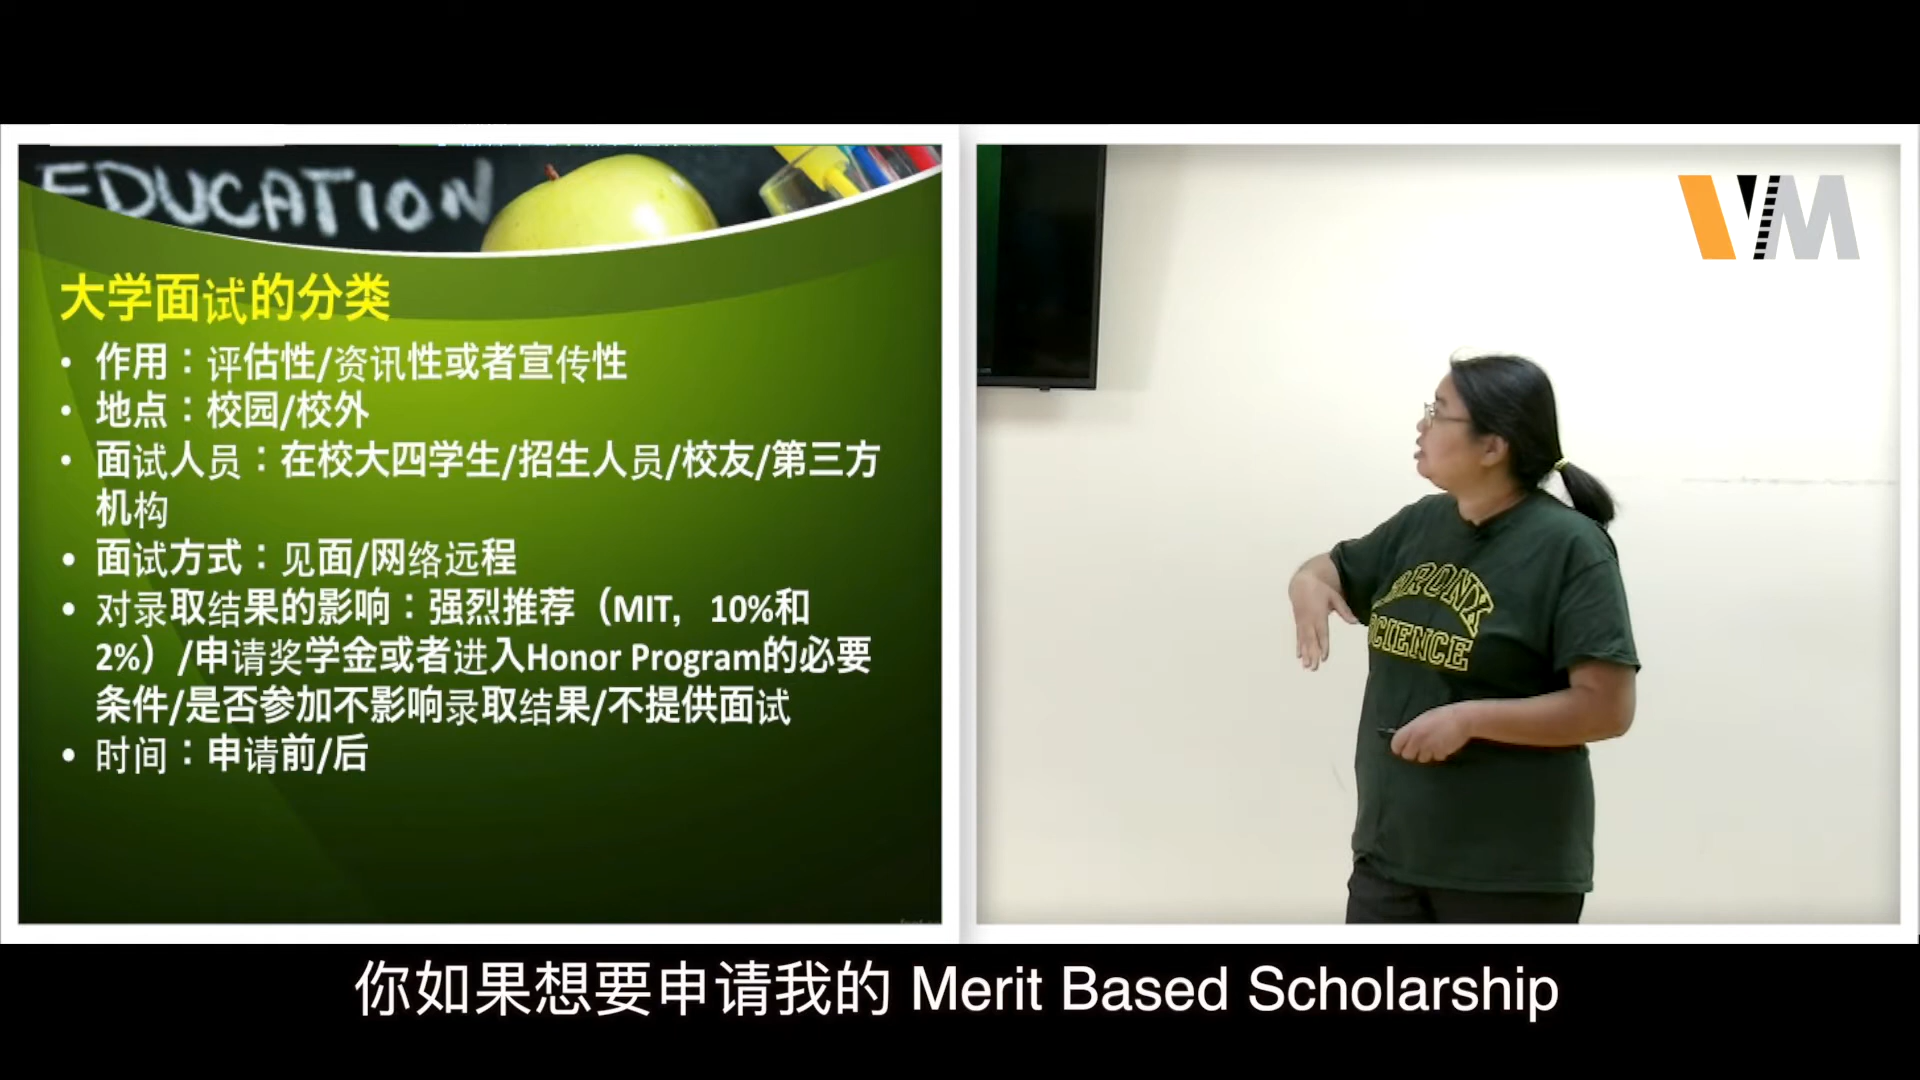 EDUCATION
大学面试的分类
• 作用：评估性/资讯性或者宣传性
• 地点：校园/校外
• 面试人员：在校大四学生/招生人员/校友/第三方
机构
• 面试方式：见面/网络远程
• 对录取结果的影响：强烈推荐（MIT，10%和
2%）/申请奖学金或者进入Honor Program的必要
条件/是否参加不影响录取结果/不提供面试
• 时间：申请前/后
VM
BRONX
SCIENCE
你如果想要申请我的 Merit Based Scholarship